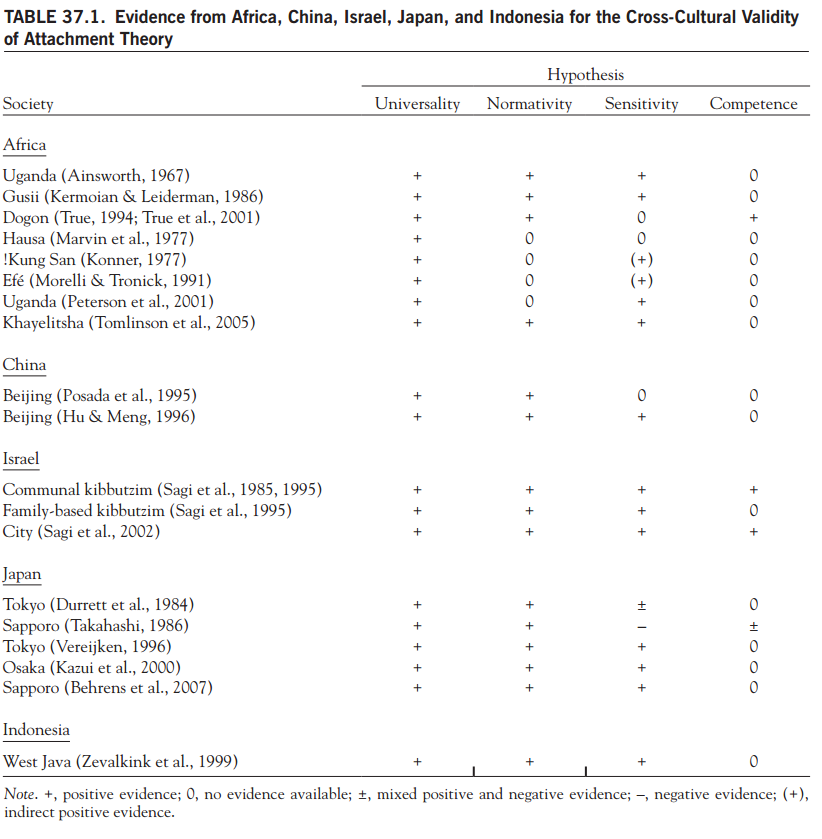 TABLE 37.1. Evidence from Africa, China, Israel, Japan, and Indonesia for the Cross-Cultural Validity
of Attachment Theory
Hypothesis
Society Universality Normativity Sensitivity Competence
Africa
Uganda (Ainsworth, 1967) + + + 0
Gusii (Kermoian & Leiderman, 1986) + + + 0
Dogon (True, 1994; True et al., 2001) + + 0 +
Hausa (Marvin et al., 1977) + 0 0 0
!Kung San (Konner, 1977) + 0 (+) 0
Efé (Morelli & Tronick, 1991) + 0 (+) 0
Uganda (Peterson et al., 2001) + 0 + 0
Khayelitsha (Tomlinson et al., 2005) + + + 0
China
Beijing (Posada et al., 1995) + + 0 0
Beijing (Hu & Meng, 1996) + + + 0
Israel
Communal kibbutzim (Sagi et al., 1985, 1995) + + + +
Family-based kibbutzim (Sagi et al., 1995) + + + 0
City (Sagi et al., 2002) + + + +
Japan
Tokyo (Durrett et al., 1984) + + ± 0
Sapporo (Takahashi, 1986) + + – ±
Tokyo (Vereijken, 1996) + + + 0
Osaka (Kazui et al., 2000) + + + 0
Sapporo (Behrens et al., 2007) + + + 0
Indonesia
West Java (Zevalkink et al., 1999) + + + 0
Note. +, positive evidence; 0, no evidence available; ±, mixed positive and negative evidence; –, negative evidence; (+),
indirect positive evidence.